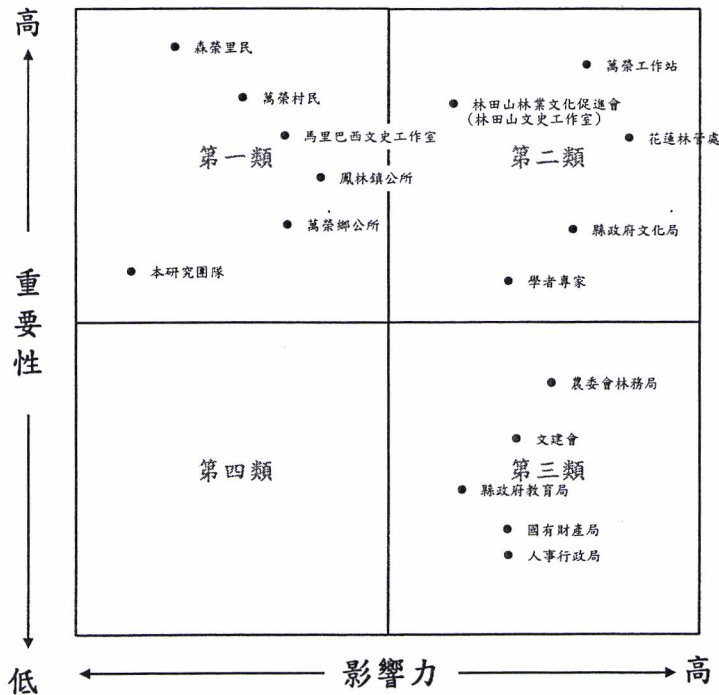 高
森榮里民
萬榮工作站
萬榮村民
林田山林業文化促進會
(林田山文史工作室)
馬里巴西文史工作室
花蓮林管處
第一類
第二類
鳳林鎮公所
萬榮鄉公所
縣政府文化局
本研究團隊
學者專家
重要性
農委會林務局
文建會
第四類
第三類
縣政府教育局
國有財產局
人事行政局
低
影響力
高